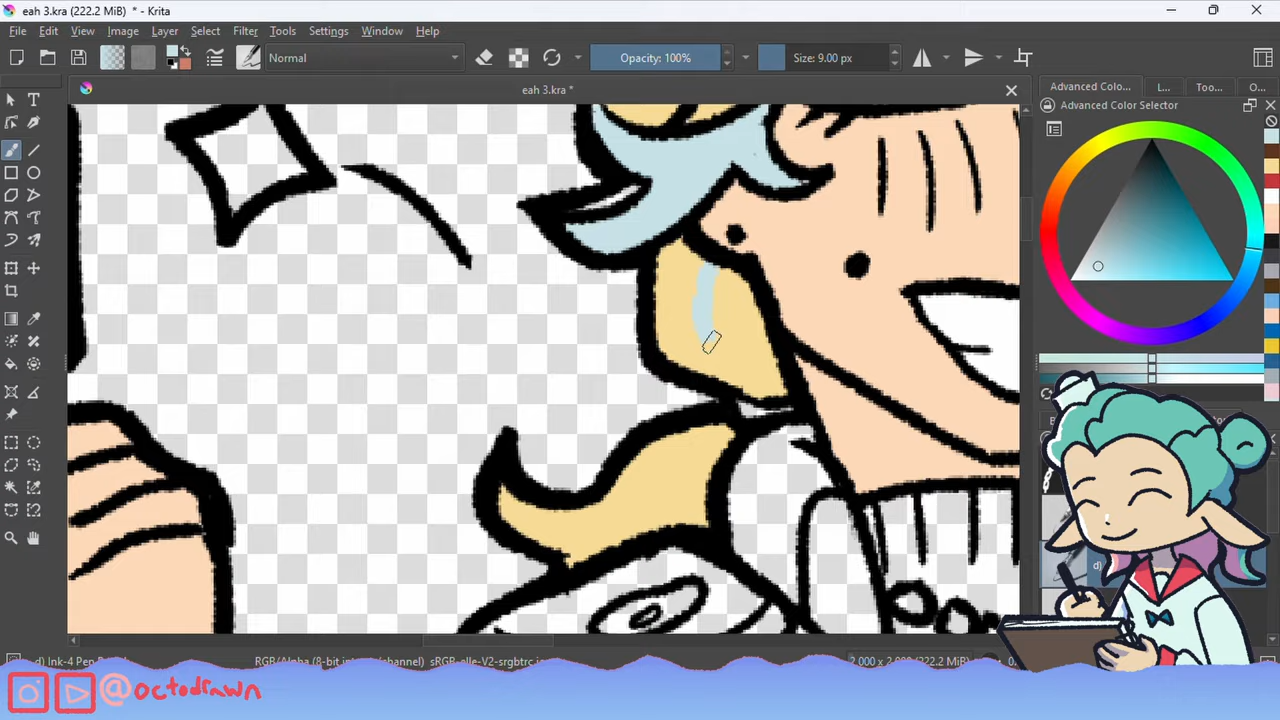 eah 3.kra (222.2 MiB) * - Krita
File Edit View Image Layer Select Filter Tools Settings Window Help
Normal Opacity: 100% Size: 9.00 px
eah 3.kra *
Advanced Colo... L... Too... O...
Advanced Color Selector
d)
d) Ink-4 Pen
RGB/Alpha (8-bit
channel) sRGB-elle-V2-srgbtrc.
2,000 x 2,000 (222.2 MiB)
@octodrawn